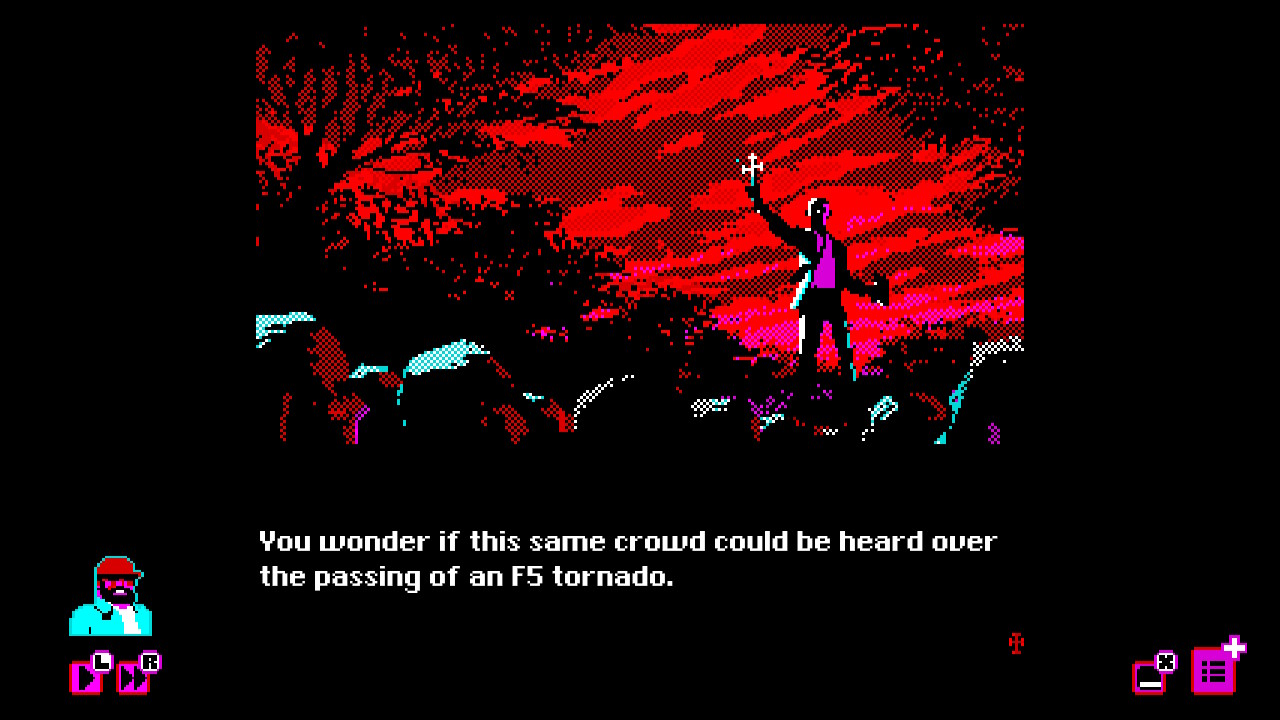 You wonder if this same crowd could be heard over
the passing of an F5 tornado.
L
R
X